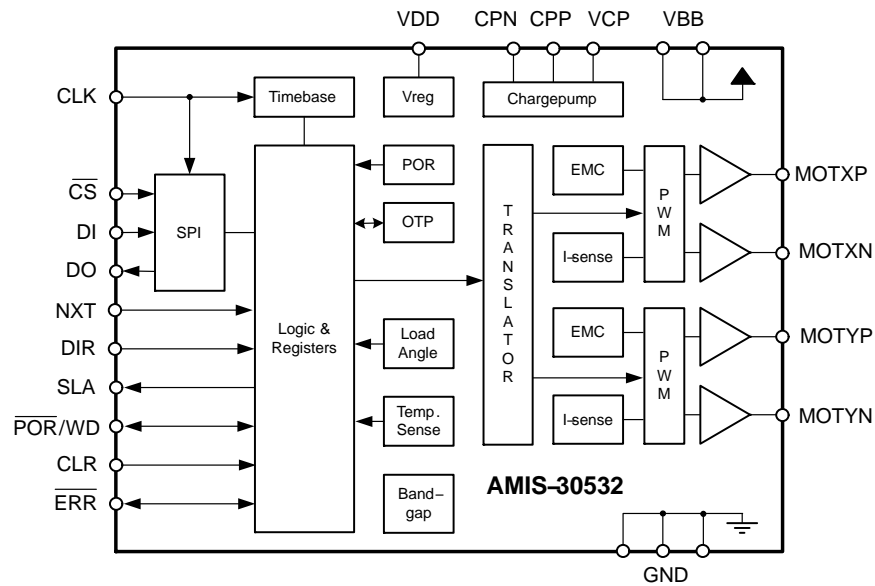 VDD CPN CPP VCP VBB
CLK
Timebase
Vreg
Chargepump
CS
DI
DO
SPI
NXT
DIR
SLA
POR/WD
CLR
ERR
Logic &
Registers
POR
OTP
Load
Angle
Temp.
Sense
Band–
gap
TRANSLATOR
EMC
I-sense
PWM
EMC
I-sense
PWM
MOTXP
MOTXN
MOTYP
MOTYN
AMIS–30532
GND